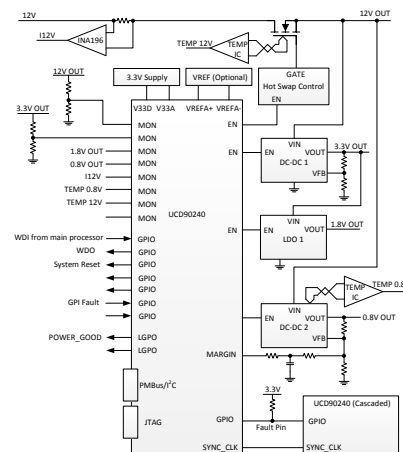 12V
12V OUT
INA196
I12V
TEMP 12V
TEMP
IC
3.3V Supply
VREF (Optional)
GATE
Hot Swap Control
EN
12V OUT
3.3V OUT
V33D
V33A
VREFA+
VREFA-
MON
EN
MON
1.8V OUT
MON
0.8V OUT
MON
I12V
MON
TEMP 0.8V
MON
TEMP 12V
MON
MON
UCD90240
EN
EN
VIN
VOUT
DC-DC 1
VFB
3.3V OUT
EN
EN
VIN
VOUT
LDO 1
1.8V OUT
WDI from main processor
GPIO
WDO
GPIO
System Reset
GPIO
GPIO
GPIO
GPI Fault
GPIO
GPIO
TEMP
IC
TEMP 0.8
EN
EN
VIN
VOUT
DC-DC 2
VFB
0.8V OUT
POWER_GOOD
LGPO
LGPO
MARGIN
PMBus/I²C
JTAG
3.3V
UCD90240 (Cascaded)
GPIO
GPIO
Fault Pin
SYNC_CLK
SYNC_CLK